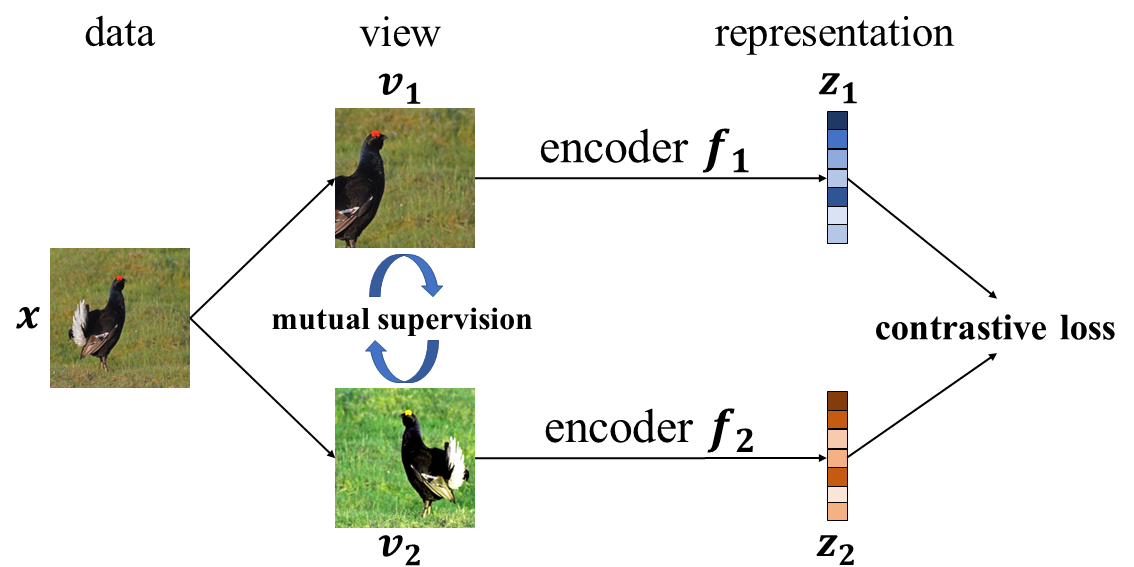 data
view
representation
v₁
z₁
encoder f₁
x
mutual supervision
contrastive loss
encoder f₂
v₂
z₂